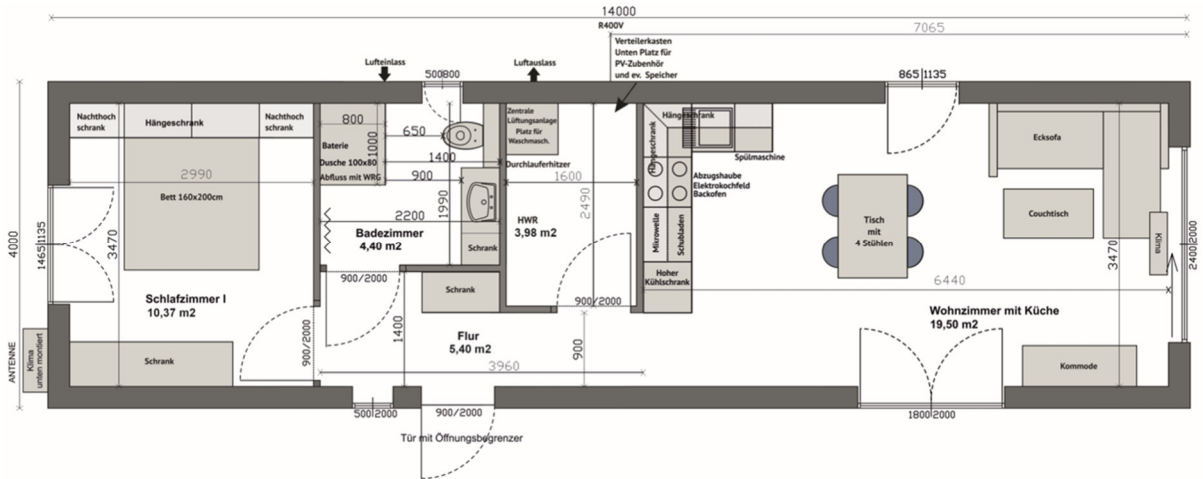 14000
R400V
7065
Verteilerkasten
Unten Platz für
PV-Zubenhör
und ev. Speicher
Lufteinlass
Luftauslass
500|800
865|1135
Nachthoch
schrank
Hängeschrank
Nachthoch
schrank
800
1000
650
1400
900
Baterie
Dusche 100x80
Abfluss mit WRG
Zentrale
Lüftungsanlage
Platz für
Waschmasch.
Durchlauferhitzer
1600
2490
Hängeschrank
Hängeschrank
Spülmaschine
Abzugshaube
Elektrokochfeld
Backofen
Ecksofa
2990
Bett 160x200cm
3470
4000
1465|1135
2200
1990
Badezimmer
4,40 m2
Schrank
HWR
3,98 m2
Mikrowelle
Schubladen
Hoher
Kühlschrank
Tisch
mit
4 Stühlen
Couchtisch
Klima
3470
2400|2000
6440
900/2000
900/2000
Schlafzimmer I
10,37 m2
Schrank
Flur
5,40 m2
1400
900
3960
900/2000
Wohnzimmer mit Küche
19,50 m2
Kommode
Schrank
ANTENNE
Klima
unten montiert
500|2000
900/2000
1800|2000
Tür mit Öffnungsbegrenzer